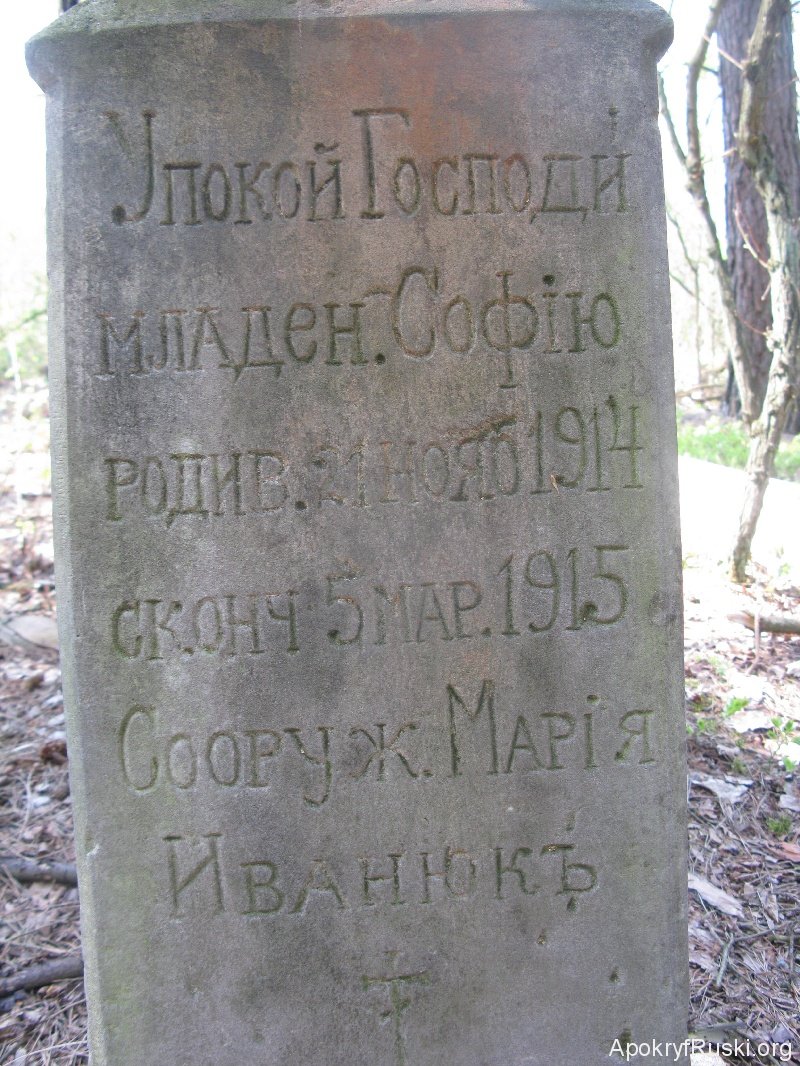 Упокой Господи
младен. Софію
родив. 21 нояб 1914
сконч 5 мар. 1915
Сооруж. Марія
Иванюкъ
ApokryfRuski.org